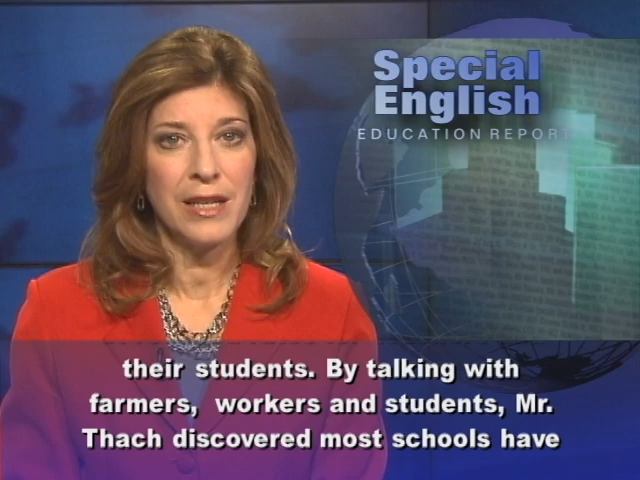 Special
English
EDUCATION REPORT
their students. By talking with
farmers, workers and students, Mr.
Thach discovered most schools have